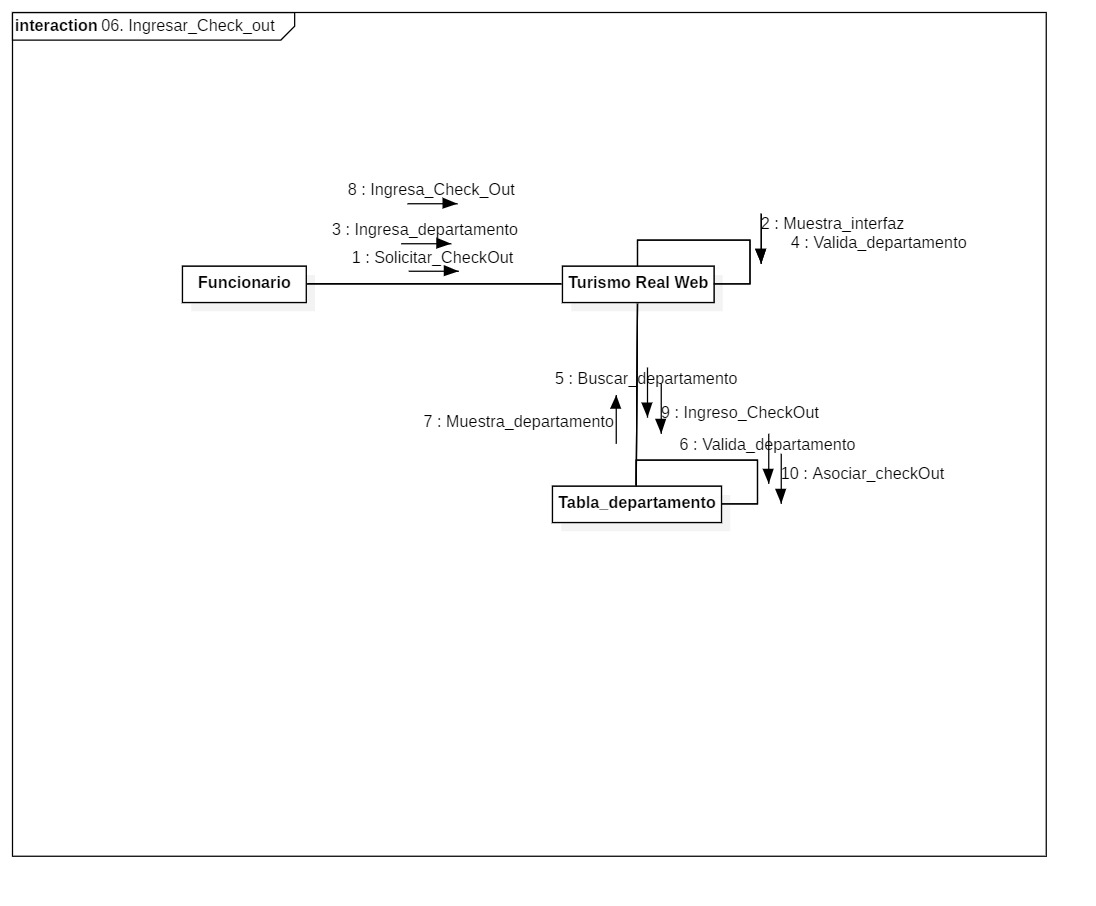 interaction 06. Ingresar_Check_out
8 : Ingresa_Check_Out
3 : Ingresa_departamento
1 : Solicitar_CheckOut
2 : Muestra_interfaz
4 : Valida_departamento
Funcionario
Turismo Real Web
5 : Buscar_departamento
9 : Ingreso_CheckOut
7 : Muestra_departamento
6 : Valida_departamento
10 : Asociar_checkOut
Tabla_departamento